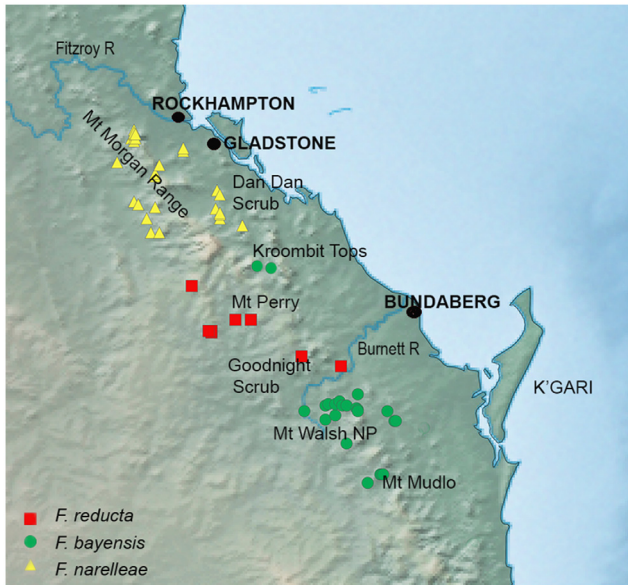 Fitzroy R
ROCKHAMPTON
GLADSTONE
Mt Morgan Range
Dan Dan
Scrub
Kroombit Tops
Mt Perry
BUNDABERG
Burnett R
Goodnight
Scrub
K'GARI
Mt Walsh NP
Mt Mudlo
F. reducta
F. bayensis
F. narelleae